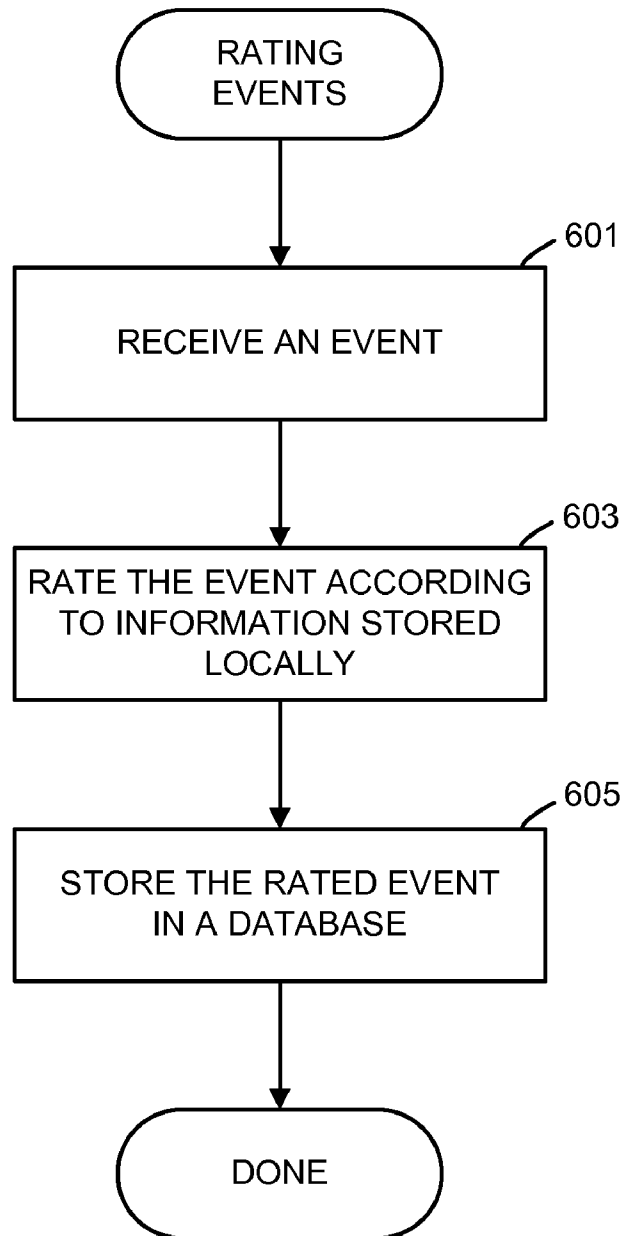 RATING
EVENTS
601
RECEIVE AN EVENT
603
RATE THE EVENT ACCORDING
TO INFORMATION STORED
LOCALLY
605
STORE THE RATED EVENT
IN A DATABASE
DONE